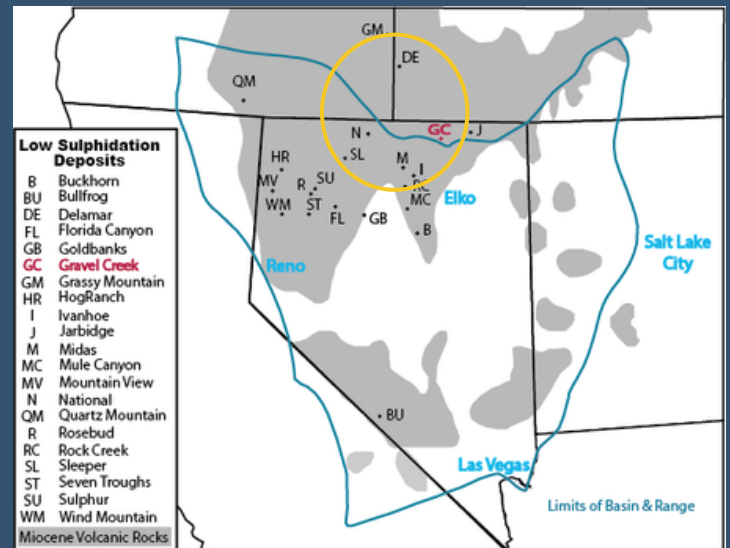 GM
DE
QM
N
GC
J
SL
M
I
RC
MC
B
HR
MV
R
SU
WM
ST
FL
GB
Elko
Reno
Salt Lake
City
BU
Las Vegas
Limits of Basin & Range
Low Sulphidation
Deposits
B Buckhorn
BU Bullfrog
DE Delamar
FL Florida Canyon
GB Goldbanks
GC Gravel Creek
GM Grassy Mountain
HR HogRanch
I Ivanhoe
J Jarbidge
M Midas
MC Mule Canyon
MV Mountain View
N National
QM Quartz Mountain
R Rosebud
RC Rock Creek
SL Sleeper
ST Seven Troughs
SU Sulphur
WM Wind Mountain
Miocene Volcanic Rocks